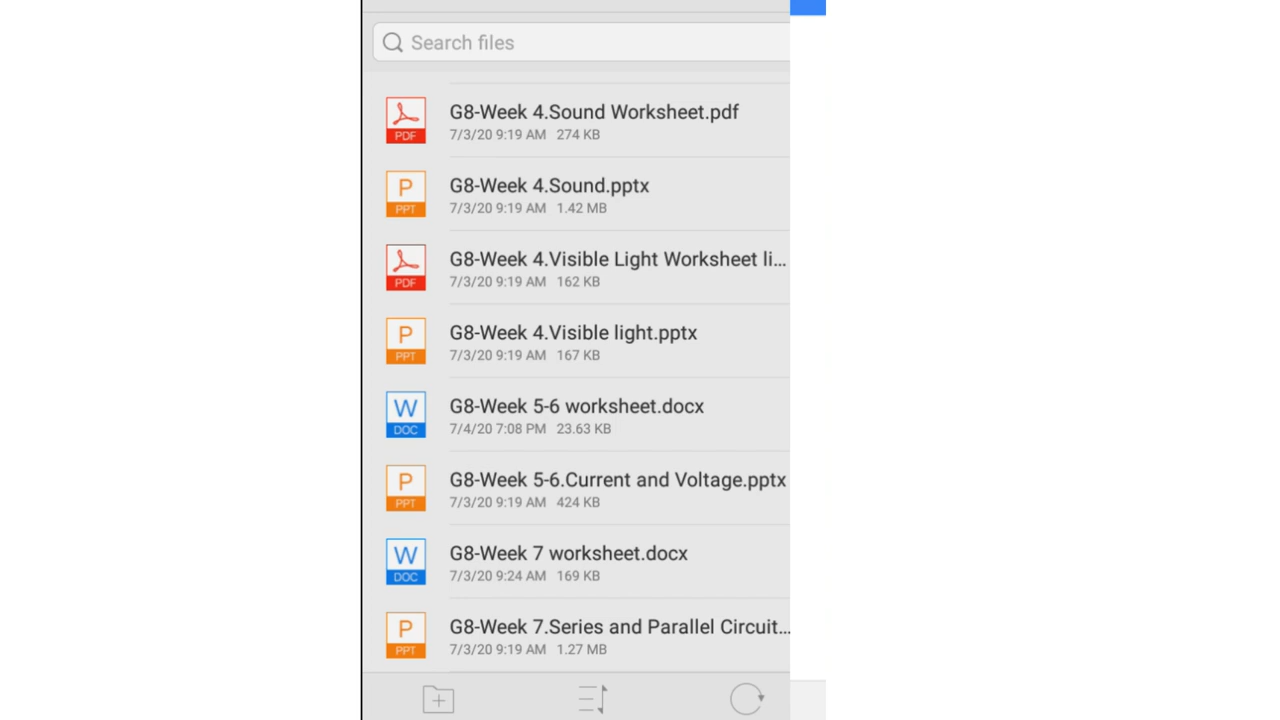 Search files
G8-Week 4.Sound Worksheet.pdf
PDF
7/3/20 9:19 AM 274 KB
P
G8-Week 4.Sound.pptx
PPT
7/3/20 9:19 AM 1.42 MB
G8-Week 4.Visible Light Worksheet li...
PDF
7/3/20 9:19 AM 162 KB
P
G8-Week 4.Visible light.pptx
PPT
7/3/20 9:19 AM 167 KB
W
G8-Week 5-6 worksheet.docx
DOC
7/4/20 7:08 PM 23.63 KB
P
G8-Week 5-6.Current and Voltage.pptx
PPT
7/3/20 9:19 AM 424 KB
W
G8-Week 7 worksheet.docx
DOC
7/3/20 9:24 AM 169 KB
P
G8-Week 7.Series and Parallel Circuit...
PPT
7/3/20 9:19 AM 1.27 MB